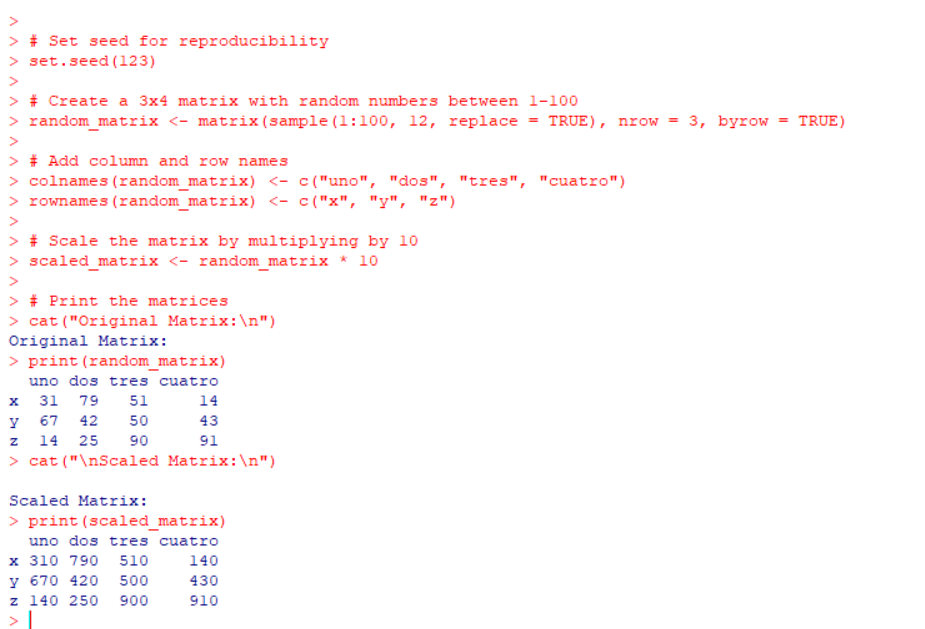 >
> # Set seed for reproducibility
> set.seed(123)
>
> # Create a 3x4 matrix with random numbers between 1-100
> random_matrix <- matrix(sample(1:100, 12, replace = TRUE), nrow = 3, byrow = TRUE)
>
> # Add column and row names
> colnames(random_matrix) <- c("uno", "dos", "tres", "cuatro")
> rownames(random_matrix) <- c("x", "y", "z")
>
> # Scale the matrix by multiplying by 10
> scaled_matrix <- random_matrix * 10
>
> # Print the matrices
> cat("Original Matrix:\n")
Original Matrix:
> print(random_matrix)
  uno dos tres cuatro
x  31  79   51     14
y  67  42   50     43
z  14  25   90     91
> cat("\nScaled Matrix:\n")

Scaled Matrix:
> print(scaled_matrix)
  uno dos tres cuatro
x 310 790  510    140
y 670 420  500    430
z 140 250  900    910
>